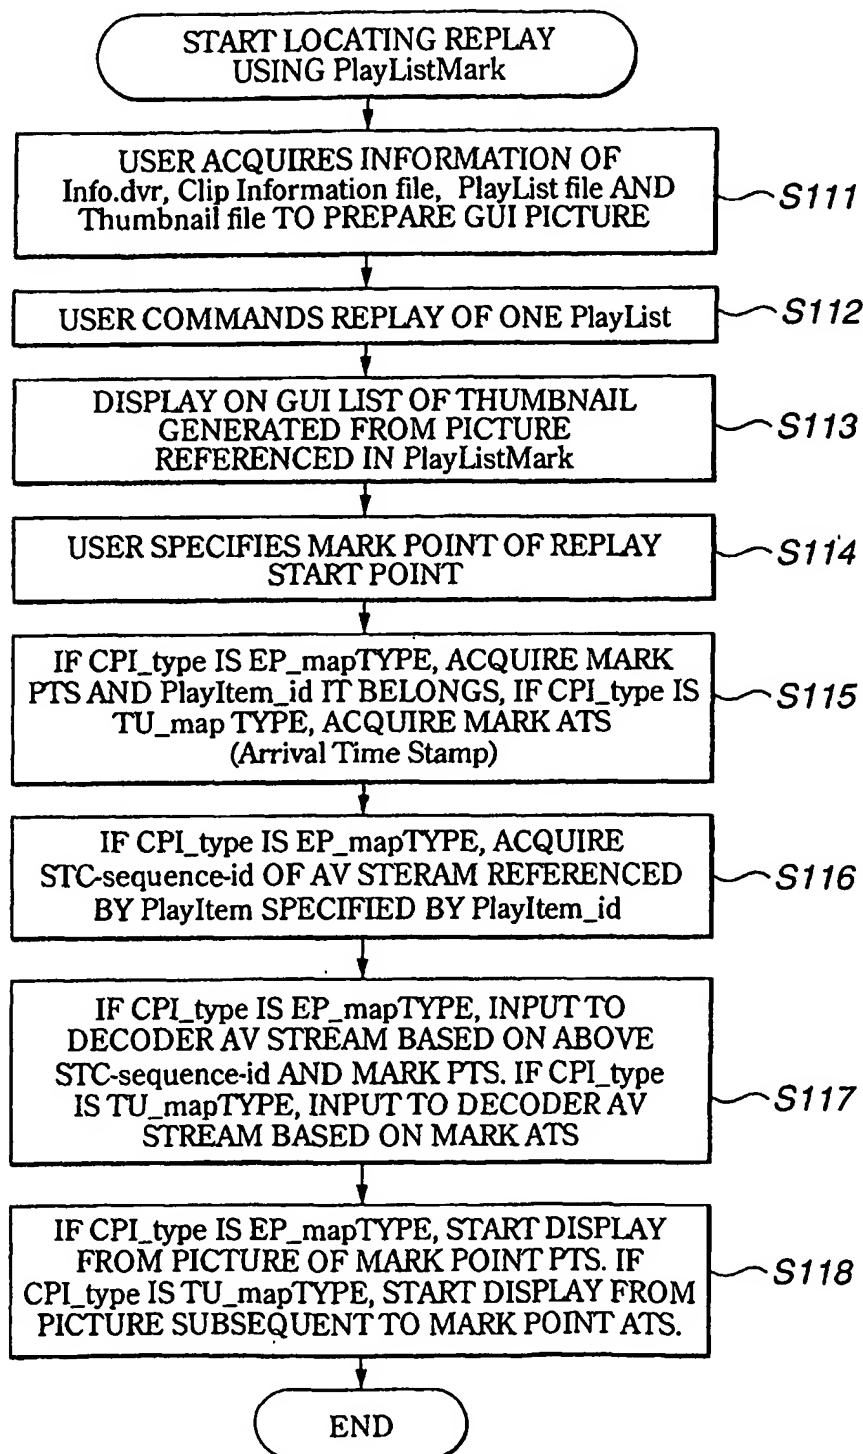 START LOCATING REPLAY
USING PlayListMark
USER ACQUIRES INFORMATION OF
Info.dvr, Clip Information file, PlayList file AND
Thumbnail file TO PREPARE GUI PICTURE
S111
USER COMMANDS REPLAY OF ONE PlayList
S112
DISPLAY ON GUI LIST OF THUMBNAIL
GENERATED FROM PICTURE
REFERENCED IN PlayListMark
S113
USER SPECIFIES MARK POINT OF REPLAY
START POINT
S114
IF CPI_type IS EP_mapTYPE, ACQUIRE MARK
PTS AND PlayItem_id IT BELONGS, IF CPI_type IS
TU_map TYPE, ACQUIRE MARK ATS
(Arrival Time Stamp)
S115
IF CPI_type IS EP_mapTYPE, ACQUIRE
STC-sequence-id OF AV STERAM REFERENCED
BY PlayItem SPECIFIED BY PlayItem_id
S116
IF CPI_type IS EP_mapTYPE, INPUT TO
DECODER AV STREAM BASED ON ABOVE
STC-sequence-id AND MARK PTS. IF CPI_type
IS TU_mapTYPE, INPUT TO DECODER AV
STREAM BASED ON MARK ATS
S117
IF CPI_type IS EP_mapTYPE, START DISPLAY
FROM PICTURE OF MARK POINT PTS. IF
CPI_type IS TU_mapTYPE, START DISPLAY FROM
PICTURE SUBSEQUENT TO MARK POINT ATS.
S118
END